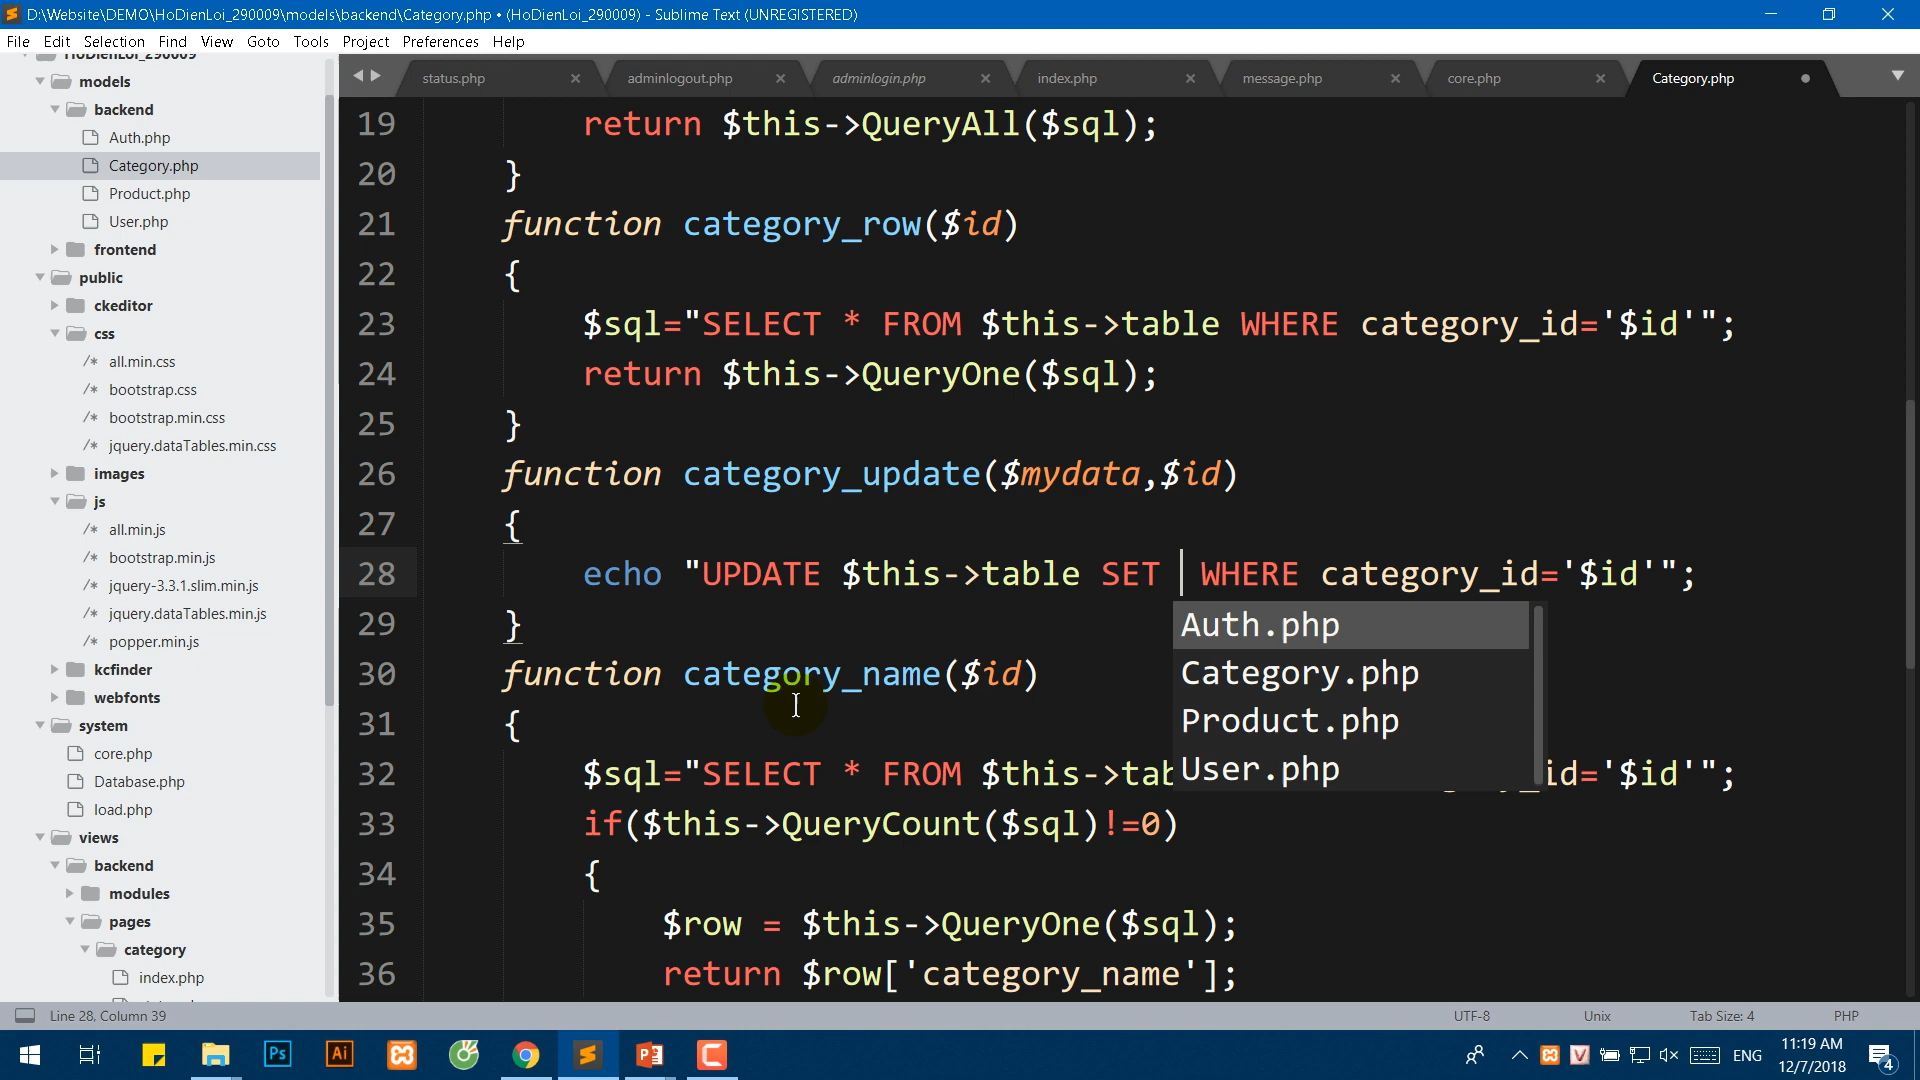 D:\Website\DEMO\HoDienLoi_290009\models\backend\Category.php • (HoDienLoi_290009) - Sublime Text (UNREGISTERED)
File Edit Selection Find View Goto Tools Project Preferences Help
HoDienLoi_290009
models
backend
Auth.php
Category.php
Product.php
User.php
frontend
public
ckeditor
css
/* all.min.css
/* bootstrap.css
/* bootstrap.min.css
/* jquery.dataTables.min.css
images
js
/* all.min.js
/* bootstrap.min.js
/* jquery-3.3.1.slim.min.js
/* jquery.dataTables.min.js
/* popper.min.js
kcfinder
webfonts
system
core.php
Database.php
load.php
views
backend
modules
pages
category
index.php
status.php adminlogout.php adminlogin.php index.php message.php core.php Category.php
19 return $this->QueryAll($sql);
20 }
21 function category_row($id)
22 {
23 $sql="SELECT * FROM $this->table WHERE category_id='$id'";
24 return $this->QueryOne($sql);
25 }
26 function category_update($mydata,$id)
27 {
28 echo "UPDATE $this->table SET WHERE category_id='$id'";
29 }
30 function category_name($id)
31 {
32 $sql="SELECT * FROM $this->tab id='$id'";
33 if($this->QueryCount($sql)!=0)
34 {
35 $row = $this->QueryOne($sql);
36 return $row['category_name'];
Auth.php
Category.php
Product.php
User.php
Line 28, Column 39 UTF-8 Unix Tab Size: 4 PHP
Ps Ai ENG
11:19 AM
12/7/2018
4